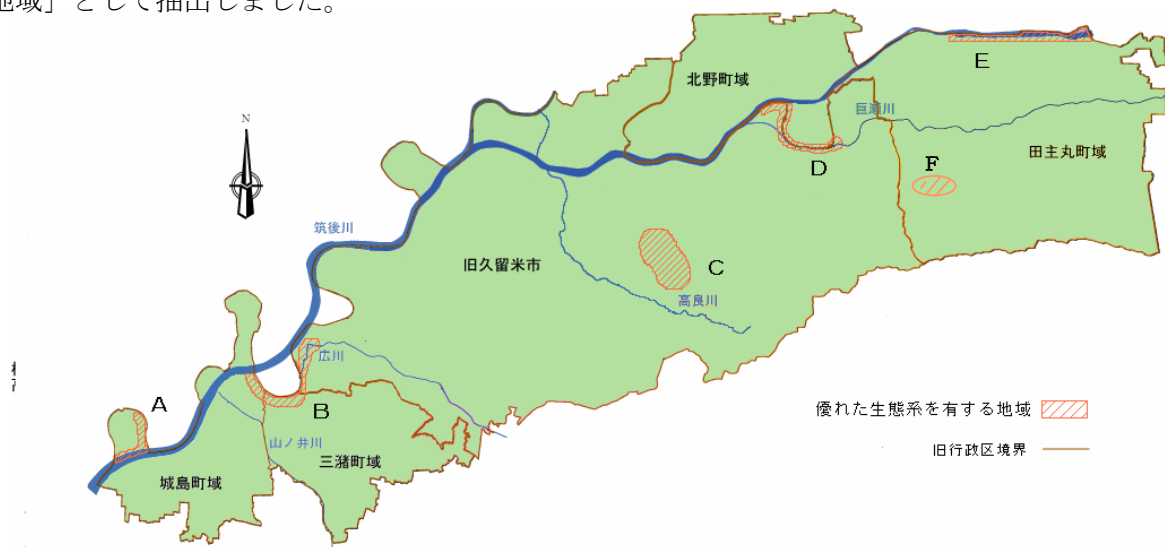 地域」として抽出しました。
E
北野町域
巨瀬川
N
D
田主丸町域
F
筑後川
旧久留米市
C
高良川
広川
A
B
優れた生態系を有する地域
山ノ井川
三潴町域
旧行政区境界
城島町域